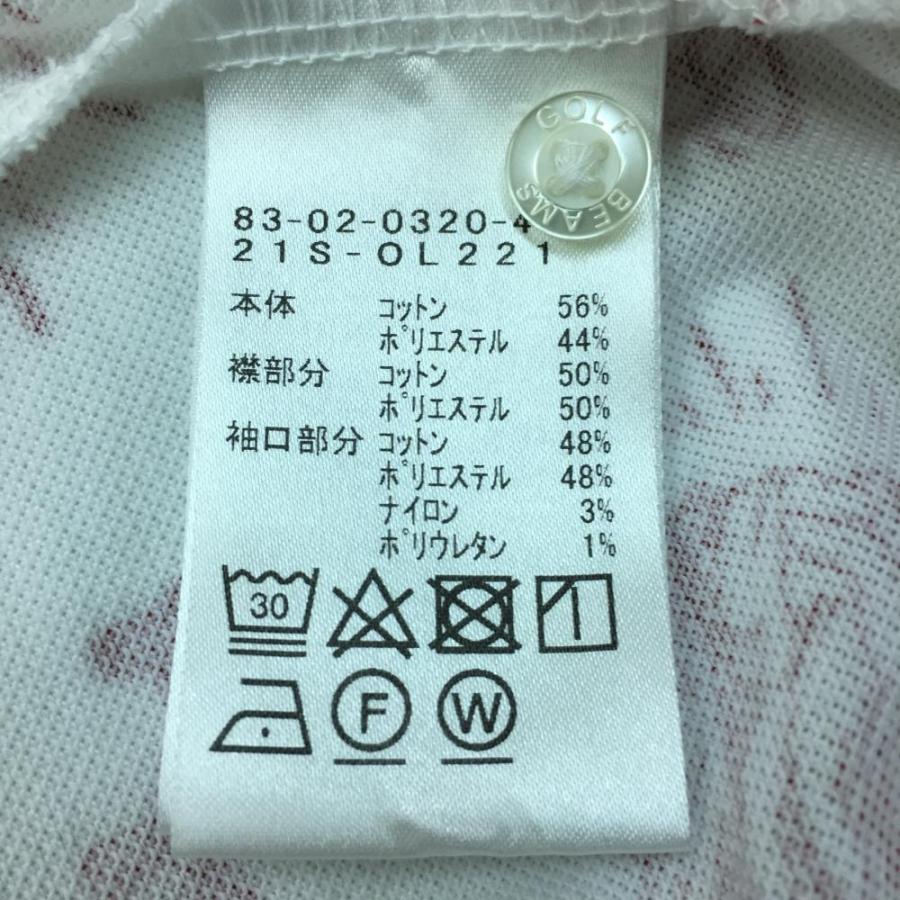 GOLF
BEAMS
83-02-0320-4
21S-OL221
本体 コットン 56%
ポリエステル 44%
襟部分 コットン 50%
ポリエステル 50%
袖口部分 コットン 48%
ポリエステル 48%
ナイロン 3%
ポリウレタン 1%
30
F
W